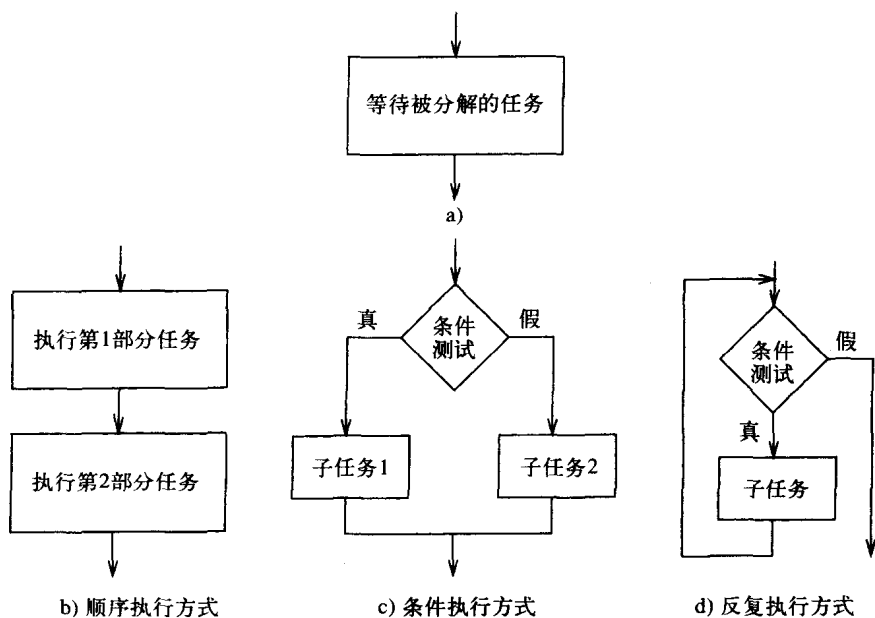 等待被分解的任务
a)
执行第1部分任务
执行第2部分任务
b) 顺序执行方式
真
条件
测试
假
子任务1
子任务2
c) 条件执行方式
条件
测试
假
真
子任务
d) 反复执行方式